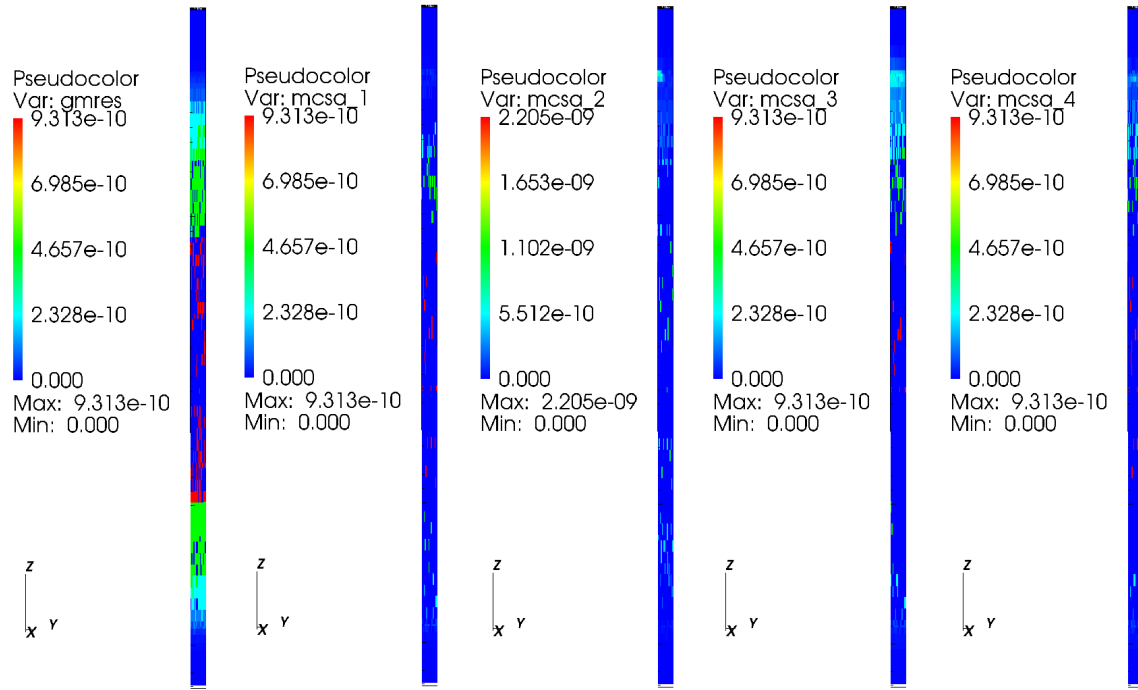 Pseudocolor
Var: gmres
9.313e-10
6.985e-10
4.657e-10
2.328e-10
0.000
Max: 9.313e-10
Min: 0.000
Z
X Y
Pseudocolor
Var: mcsa_1
9.313e-10
6.985e-10
4.657e-10
2.328e-10
0.000
Max: 9.313e-10
Min: 0.000
Z
X Y
Pseudocolor
Var: mcsa_2
2.205e-09
1.653e-09
1.102e-09
5.512e-10
0.000
Max: 2.205e-09
Min: 0.000
Z
X Y
Pseudocolor
Var: mcsa_3
9.313e-10
6.985e-10
4.657e-10
2.328e-10
0.000
Max: 9.313e-10
Min: 0.000
Z
X Y
Pseudocolor
Var: mcsa_4
9.313e-10
6.985e-10
4.657e-10
2.328e-10
0.000
Max: 9.313e-10
Min: 0.000
Z
X Y